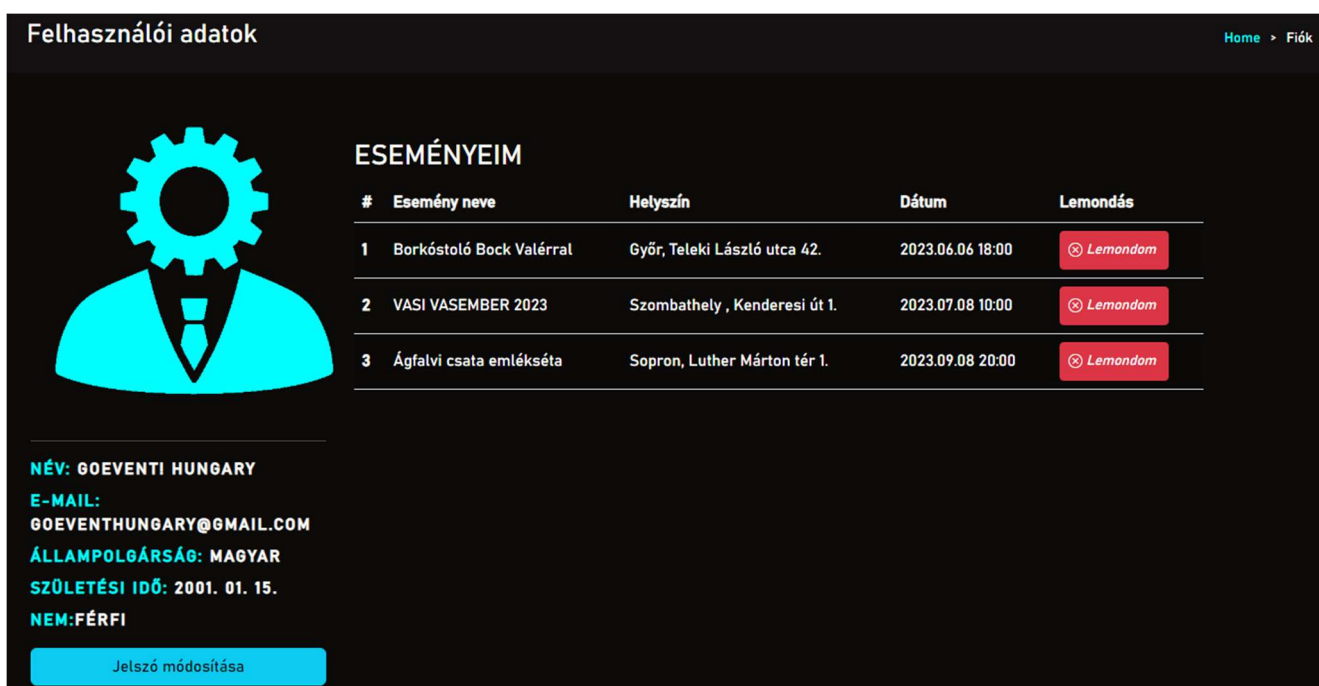 Felhasználói adatok
Home > Fiók
ESEMÉNYEIM
# Esemény neve Helyszín Dátum Lemondás
1 Borkóstoló Bock Valérral Győr, Teleki László utca 42. 2023.06.06 18:00 Lemondom
2 VASI VASEMBER 2023 Szombathely , Kenderesi út 1. 2023.07.08 10:00 Lemondom
3 Ágfalvi csata emlékséta Sopron, Luther Márton tér 1. 2023.09.08 20:00 Lemondom
NÉV: GOEVENTI HUNGARY
E-MAIL:
GOEVENTHUNGARY@GMAIL.COM
ÁLLAMPOLGÁRSÁG: MAGYAR
SZÜLETÉSI IDŐ: 2001. 01. 15.
NEM:FÉRFI
Jelszó módosítása